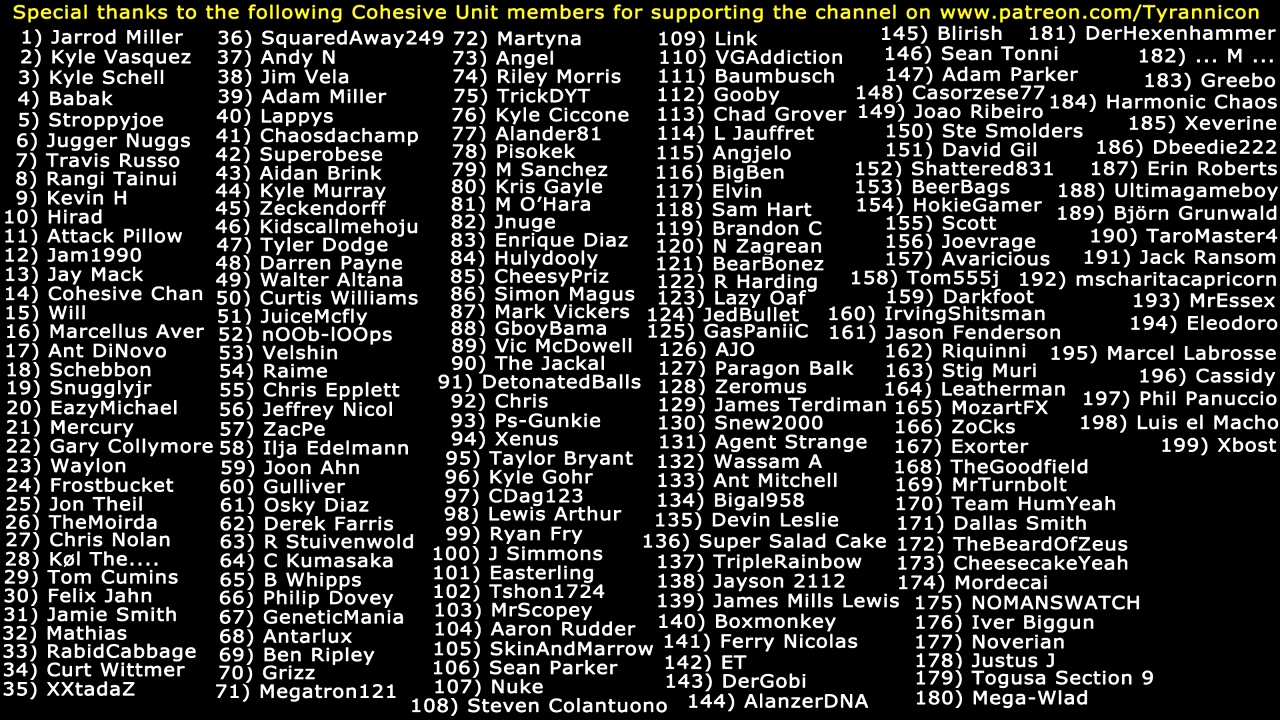 Special thanks to the following Cohesive Unit members for supporting the channel on www.patreon.com/Tyrannicon
1) Jarrod Miller
2) Kyle Vasquez
3) Kyle Schell
4) Babak
5) Stroppyjoe
6) Jugger Nuggs
7) Travis Russo
8) Rangi Tainui
9) Kevin H
10) Hirad
11) Attack Pillow
12) Jam1990
13) Jay Mack
14) Cohesive Chan
15) Will
16) Marcellus Aver
17) Ant DiNovo
18) Schebbon
19) Snugglyjr
20) EazyMichael
21) Mercury
22) Gary Collymore
23) Waylon
24) Frostbucket
25) Jon Theil
26) TheMoirda
27) Chris Nolan
28) Køl The....
29) Tom Cumins
30) Felix Jahn
31) Jamie Smith
32) Mathias
33) RabidCabbage
34) Curt Wittmer
35) XXtadaZ
36) SquaredAway249
37) Andy N
38) Jim Vela
39) Adam Miller
40) Lappys
41) Chaosdachamp
42) Superobese
43) Aidan Brink
44) Kyle Murray
45) Zeckendorff
46) Kidscallmehoju
47) Tyler Dodge
48) Darren Payne
49) Walter Altana
50) Curtis Williams
51) JuiceMcfly
52) nOOb-lOOps
53) Velshin
54) Raime
55) Chris Epplett
56) Jeffrey Nicol
57) ZacPe
58) Ilja Edelmann
59) Joon Ahn
60) Gulliver
61) Osky Diaz
62) Derek Farris
63) R Stuivenwold
64) C Kumasaka
65) B Whipps
66) Philip Dovey
67) GeneticMania
68) Antarlux
69) Ben Ripley
70) Grizz
71) Megatron121
72) Martyna
73) Angel
74) Riley Morris
75) TrickDYT
76) Kyle Ciccone
77) Alander81
78) Pisokek
79) M Sanchez
80) Kris Gayle
81) M O’Hara
82) Jnuge
83) Enrique Diaz
84) Hulydooly
85) CheesyPriz
86) Simon Magus
87) Mark Vickers
88) GboyBama
89) Vic McDowell
90) The Jackal
91) DetonatedBalls
92) Chris
93) Ps-Gunkie
94) Xenus
95) Taylor Bryant
96) Kyle Gohr
97) CDag123
98) Lewis Arthur
99) Ryan Fry
100) J Simmons
101) Easterling
102) Tshon1724
103) MrScopey
104) Aaron Rudder
105) SkinAndMarrow
106) Sean Parker
107) Nuke
108) Steven Colantuono
109) Link
110) VGAddiction
111) Baumbusch
112) Gooby
113) Chad Grover
114) L Jauffret
115) Angjelo
116) BigBen
117) Elvin
118) Sam Hart
119) Brandon C
120) N Zagrean
121) BearBonez
122) R Harding
123) Lazy Oaf
124) JedBullet
125) GasPaniiC
126) AJO
127) Paragon Balk
128) Zeromus
129) James Terdiman
130) Snew2000
131) Agent Strange
132) Wassam A
133) Ant Mitchell
134) Bigal958
135) Devin Leslie
136) Super Salad Cake
137) TripleRainbow
138) Jayson 2112
139) James Mills Lewis
140) Boxmonkey
141) Ferry Nicolas
142) ET
143) DerGobi
144) AlanzerDNA
145) Blirish
146) Sean Tonni
147) Adam Parker
148) Casorzese77
149) Joao Ribeiro
150) Ste Smolders
151) David Gil
152) Shattered831
153) BeerBags
154) HokieGamer
155) Scott
156) Joevrage
157) Avaricious
158) Tom555j
159) Darkfoot
160) IrvingShitsman
161) Jason Fenderson
162) Riquinni
163) Stig Muri
164) Leatherman
165) MozartFX
166) ZoCks
167) Exorter
168) TheGoodfield
169) MrTurnbolt
170) Team HumYeah
171) Dallas Smith
172) TheBeardOfZeus
173) CheesecakeYeah
174) Mordecai
175) NOMANSWATCH
176) Iver Biggun
177) Noverian
178) Justus J
179) Togusa Section 9
180) Mega-Wlad
181) DerHexenhammer
182) ... M ...
183) Greebo
184) Harmonic Chaos
185) Xeverine
186) Dbeedie222
187) Erin Roberts
188) Ultimagameboy
189) Björn Grunwald
190) TaroMaster4
191) Jack Ransom
192) mscharitacapricorn
193) MrEssex
194) Eleodoro
195) Marcel Labrosse
196) Cassidy
197) Phil Panuccio
198) Luis el Macho
199) Xbost